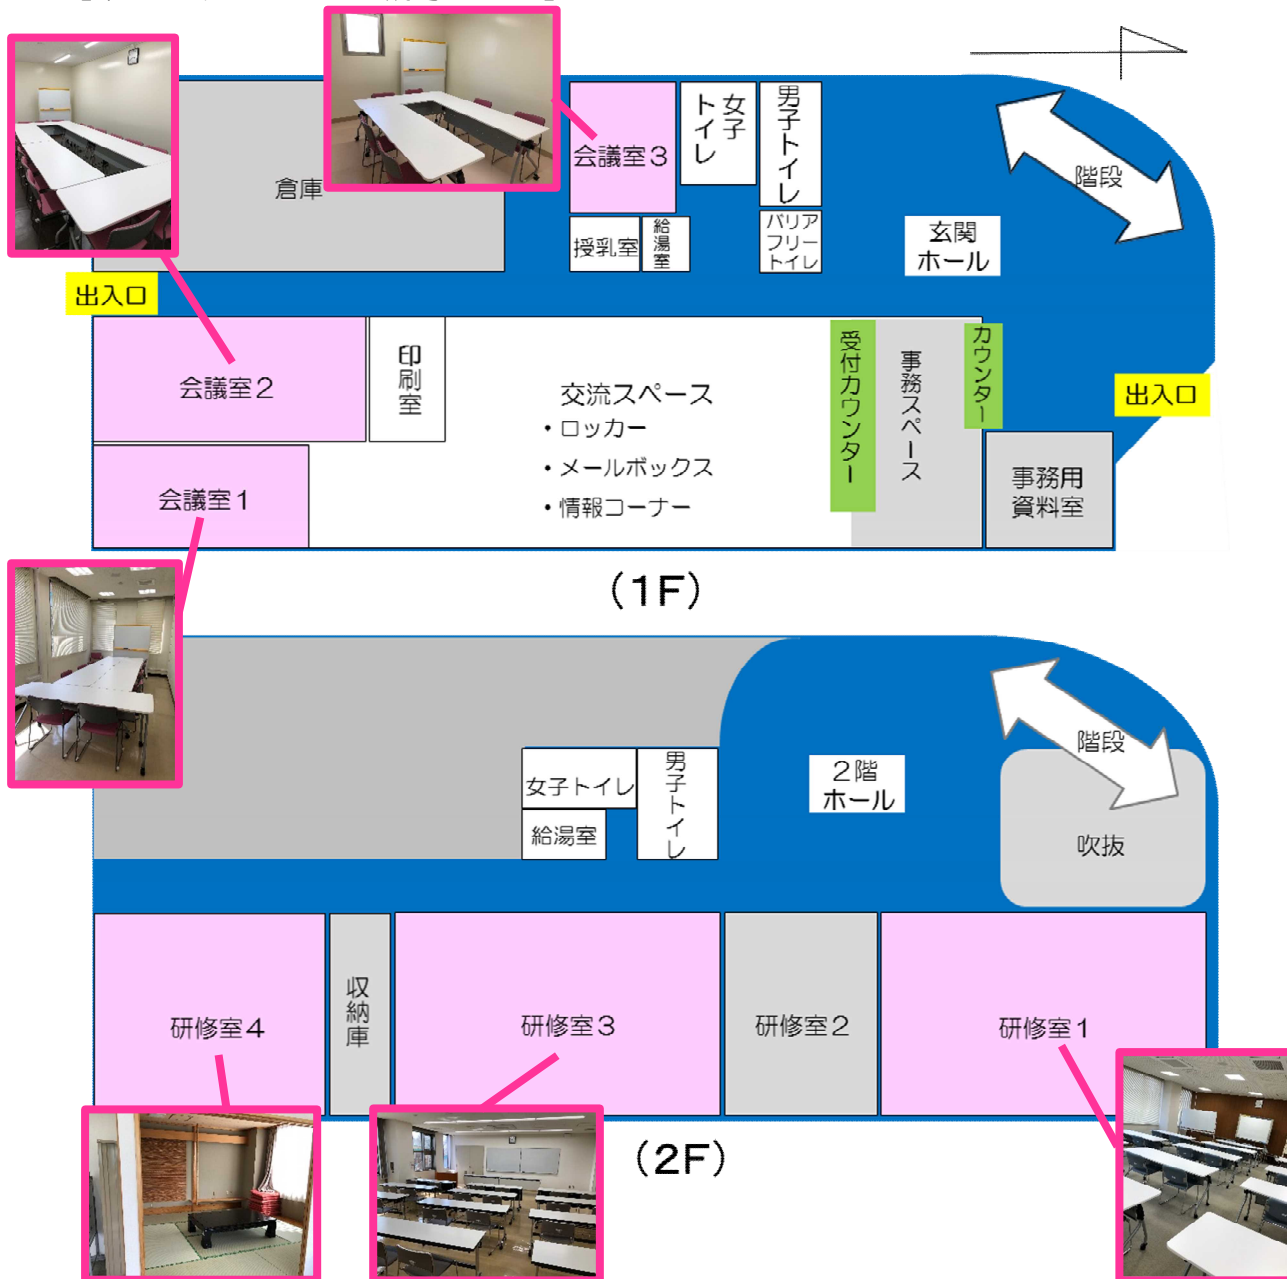 会議室3
女子
トイレ
男子トイレ
階段
倉庫
授乳室
給湯室
バリア
フリー
トイレ
玄関
ホール
出入口
会議室2
印刷室
交流スペース
・ロッカー
・メールボックス
・情報コーナー
受付カウンター
事務スペース
カウンター
出入口
会議室1
事務用
資料室
(1F)
階段
女子トイレ
男子トイレ
2階
ホール
給湯室
吹抜
研修室4
収納庫
研修室3
研修室2
研修室1
(2F)